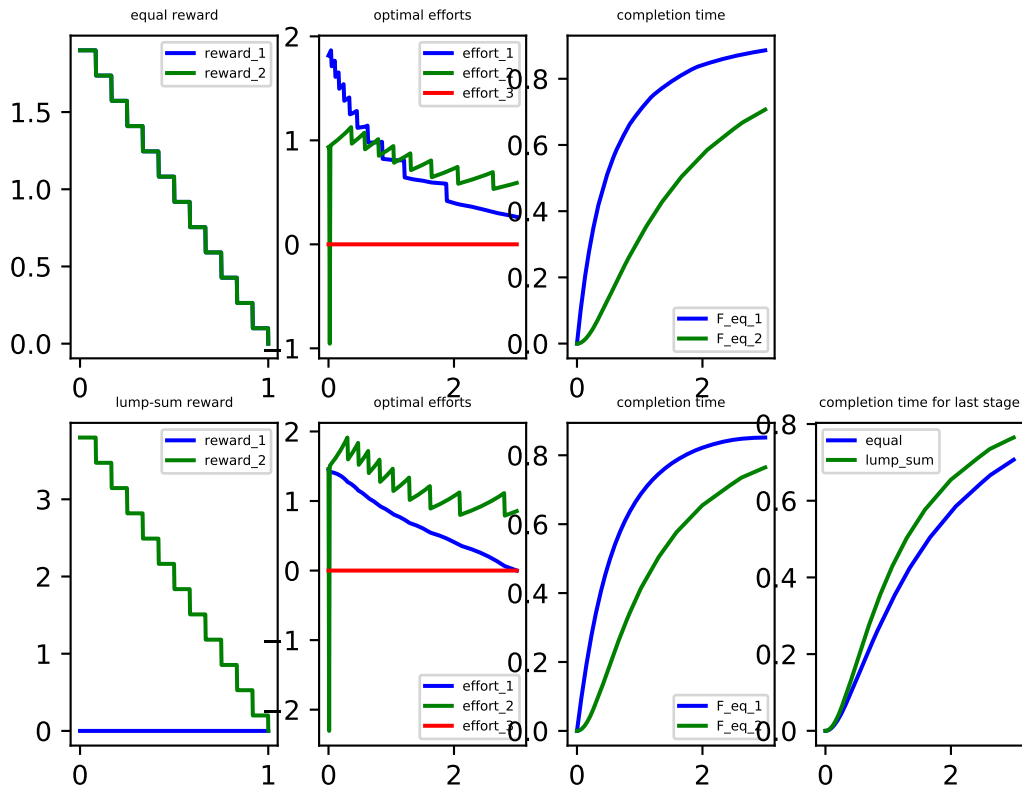 equal reward
optimal efforts
completion time
reward_1
reward_2
0.0
0.5
1.0
1.5
0
1
effort_1
effort_2
effort_3
−1
0
1
2
0
2
F_eq_1
F_eq_2
0.0
0.2
0.4
0.6
0.8
0
2
lump-sum reward
optimal efforts
completion time
completion time for last stage
reward_1
reward_2
0
1
2
3
0
1
effort_1
effort_2
effort_3
−2
−1
0
1
2
0
2
F_eq_1
F_eq_2
0.0
0.2
0.4
0.6
0.8
0
2
equal
lump_sum
0.0
0.2
0.4
0.6
0.8
0
2